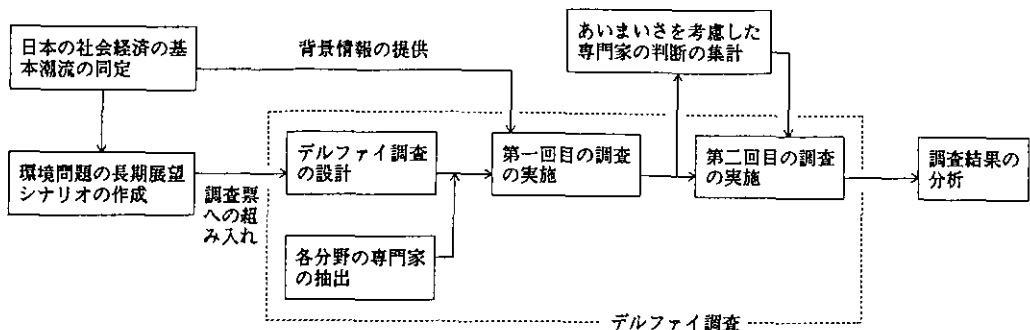 日本の社会経済の基
本潮流の同定
背景情報の提供
あいまいさを考慮した
専門家の判断の集計
環境問題の長期展望
シナリオの作成
調査票
への組
み入れ
デルファイ調査
の設計
各分野の専門家
の抽出
第一回目の調査
の実施
第二回目の調査
の実施
調査結果の
分析
デルファイ調査